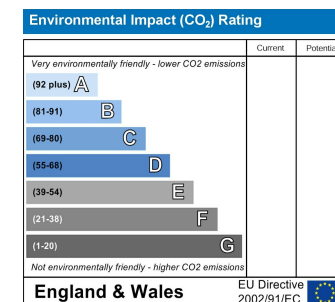 Environmental Impact (CO₂) Rating
Current Potentia
Very environmentally friendly - lower CO2 emissions
(92 plus) A
(81-91) B
(69-80) C
(55-68) D
(39-54) E
(21-38) F
(1-20) G
Not environmentally friendly - higher CO2 emissions
England & Wales
EU Directive
2002/91/EC